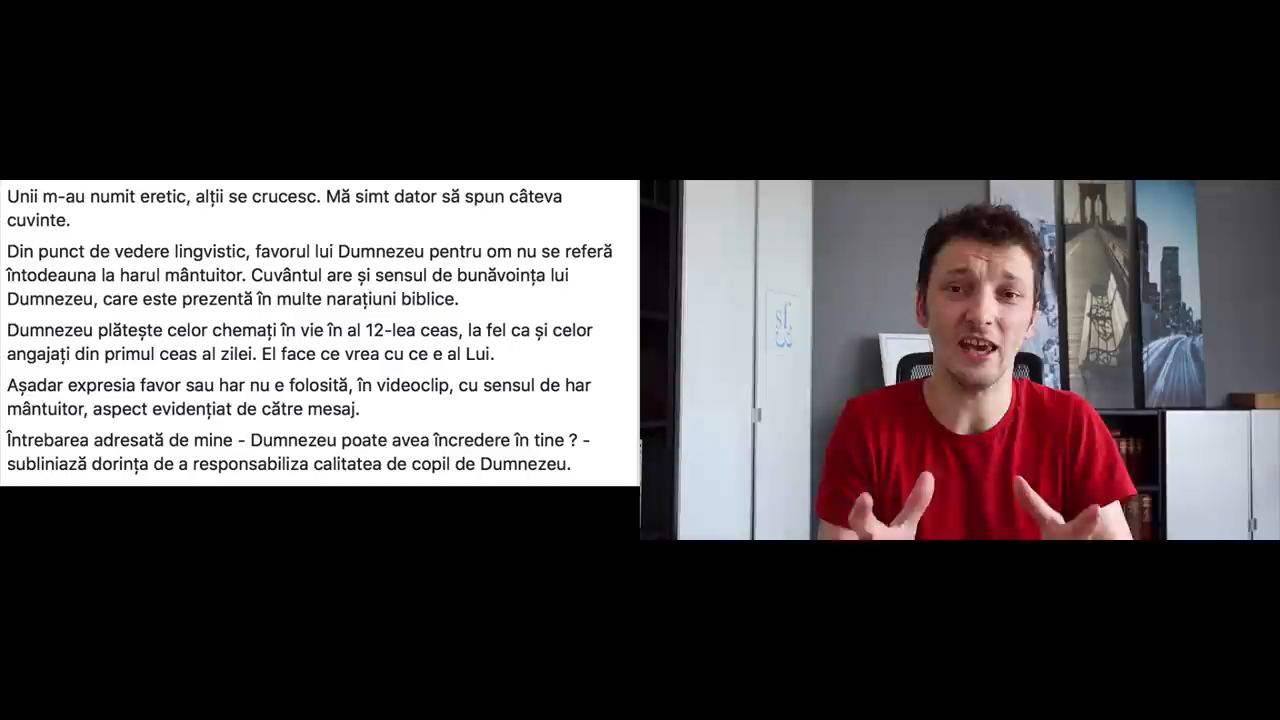 Unii m-au numit eretic, alții se crucesc. Mă simt dator să spun câteva
cuvinte.
Din punct de vedere lingvistic, favorul lui Dumnezeu pentru om nu se referă
întodeauna la harul mântuitor. Cuvântul are și sensul de bunăvoința lui
Dumnezeu, care este prezentă în multe narațiuni biblice.
Dumnezeu plătește celor chemați în vie în al 12-lea ceas, la fel ca și celor
angajați din primul ceas al zilei. El face ce vrea cu ce e al Lui.
Așadar expresia favor sau har nu e folosită, în videoclip, cu sensul de har
mântuitor, aspect evidențiat de către mesaj.
Întrebarea adresată de mine - Dumnezeu poate avea încredere în tine ? -
subliniază dorința de a responsabiliza calitatea de copil de Dumnezeu.